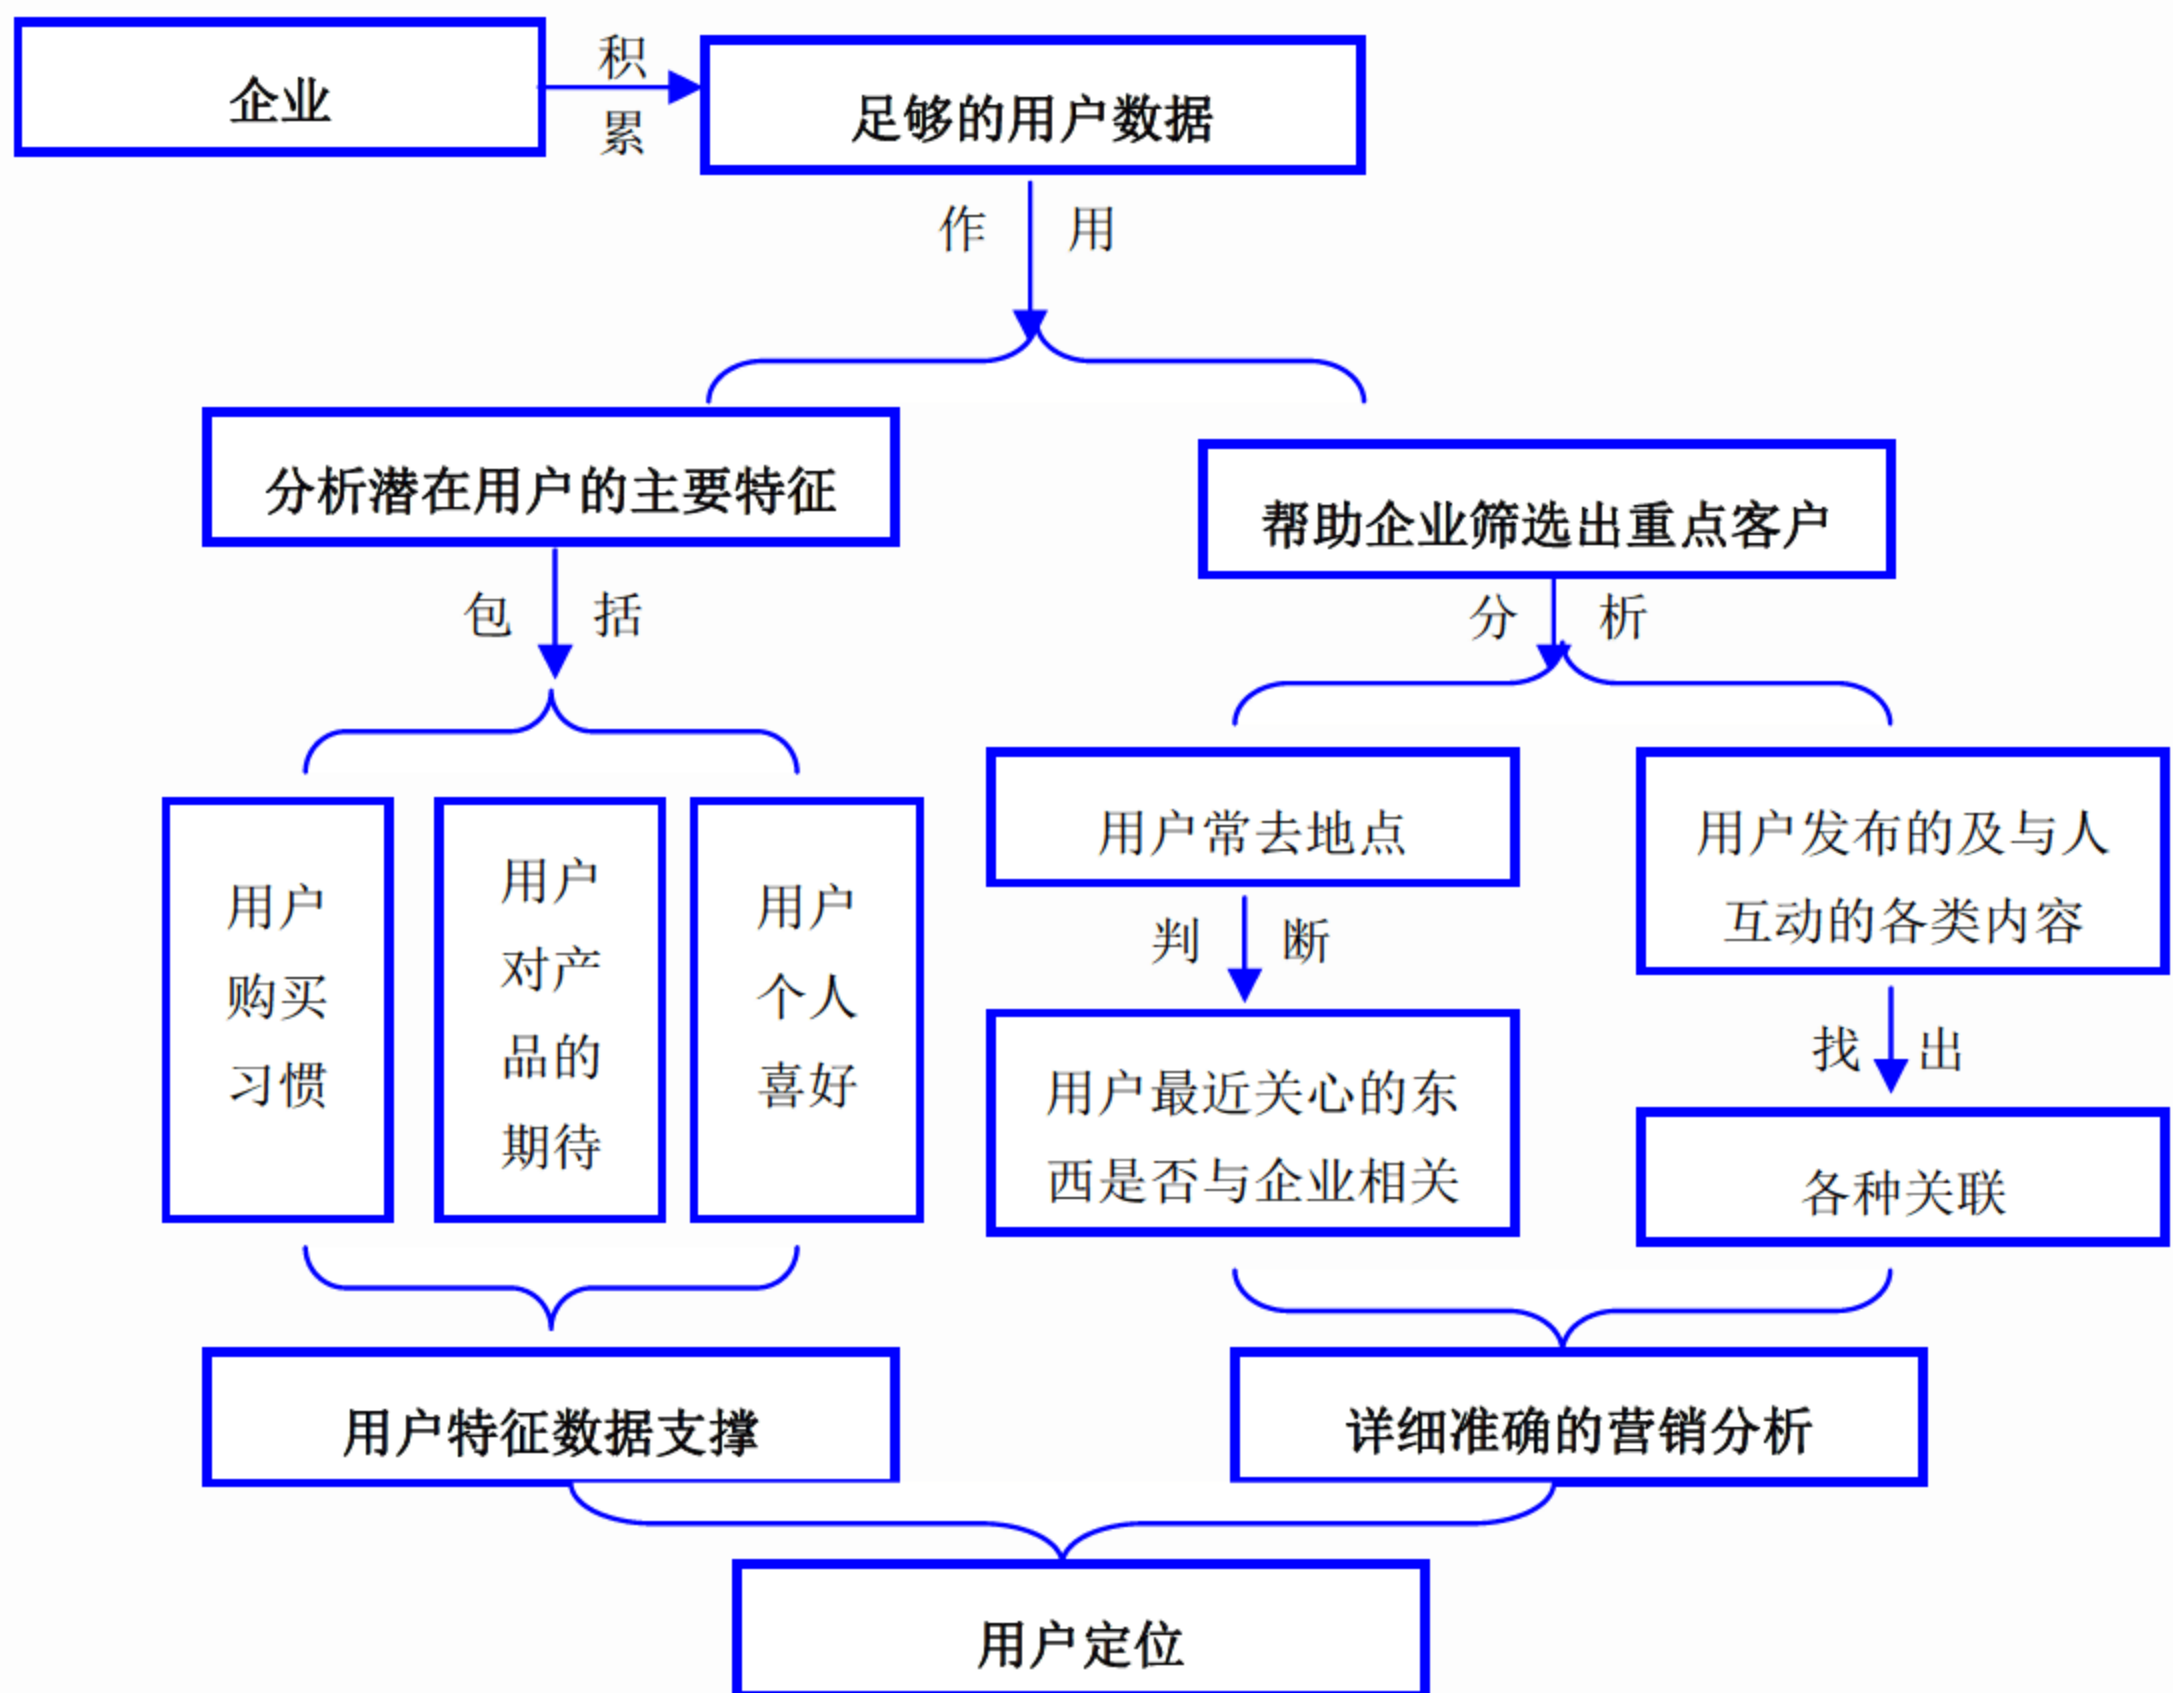 企业
积
累
足够的用户数据
作 用
分析潜在用户的主要特征
帮助企业筛选出重点客户
包 括
分 析
用户
购买
习惯
用户
对产
品的
期待
用户
个人
喜好
用户常去地点
判 断
用户最近关心的东
西是否与企业相关
用户发布的及与人
互动的各类内容
找 出
各种关联
用户特征数据支撑
详细准确的营销分析
用户定位